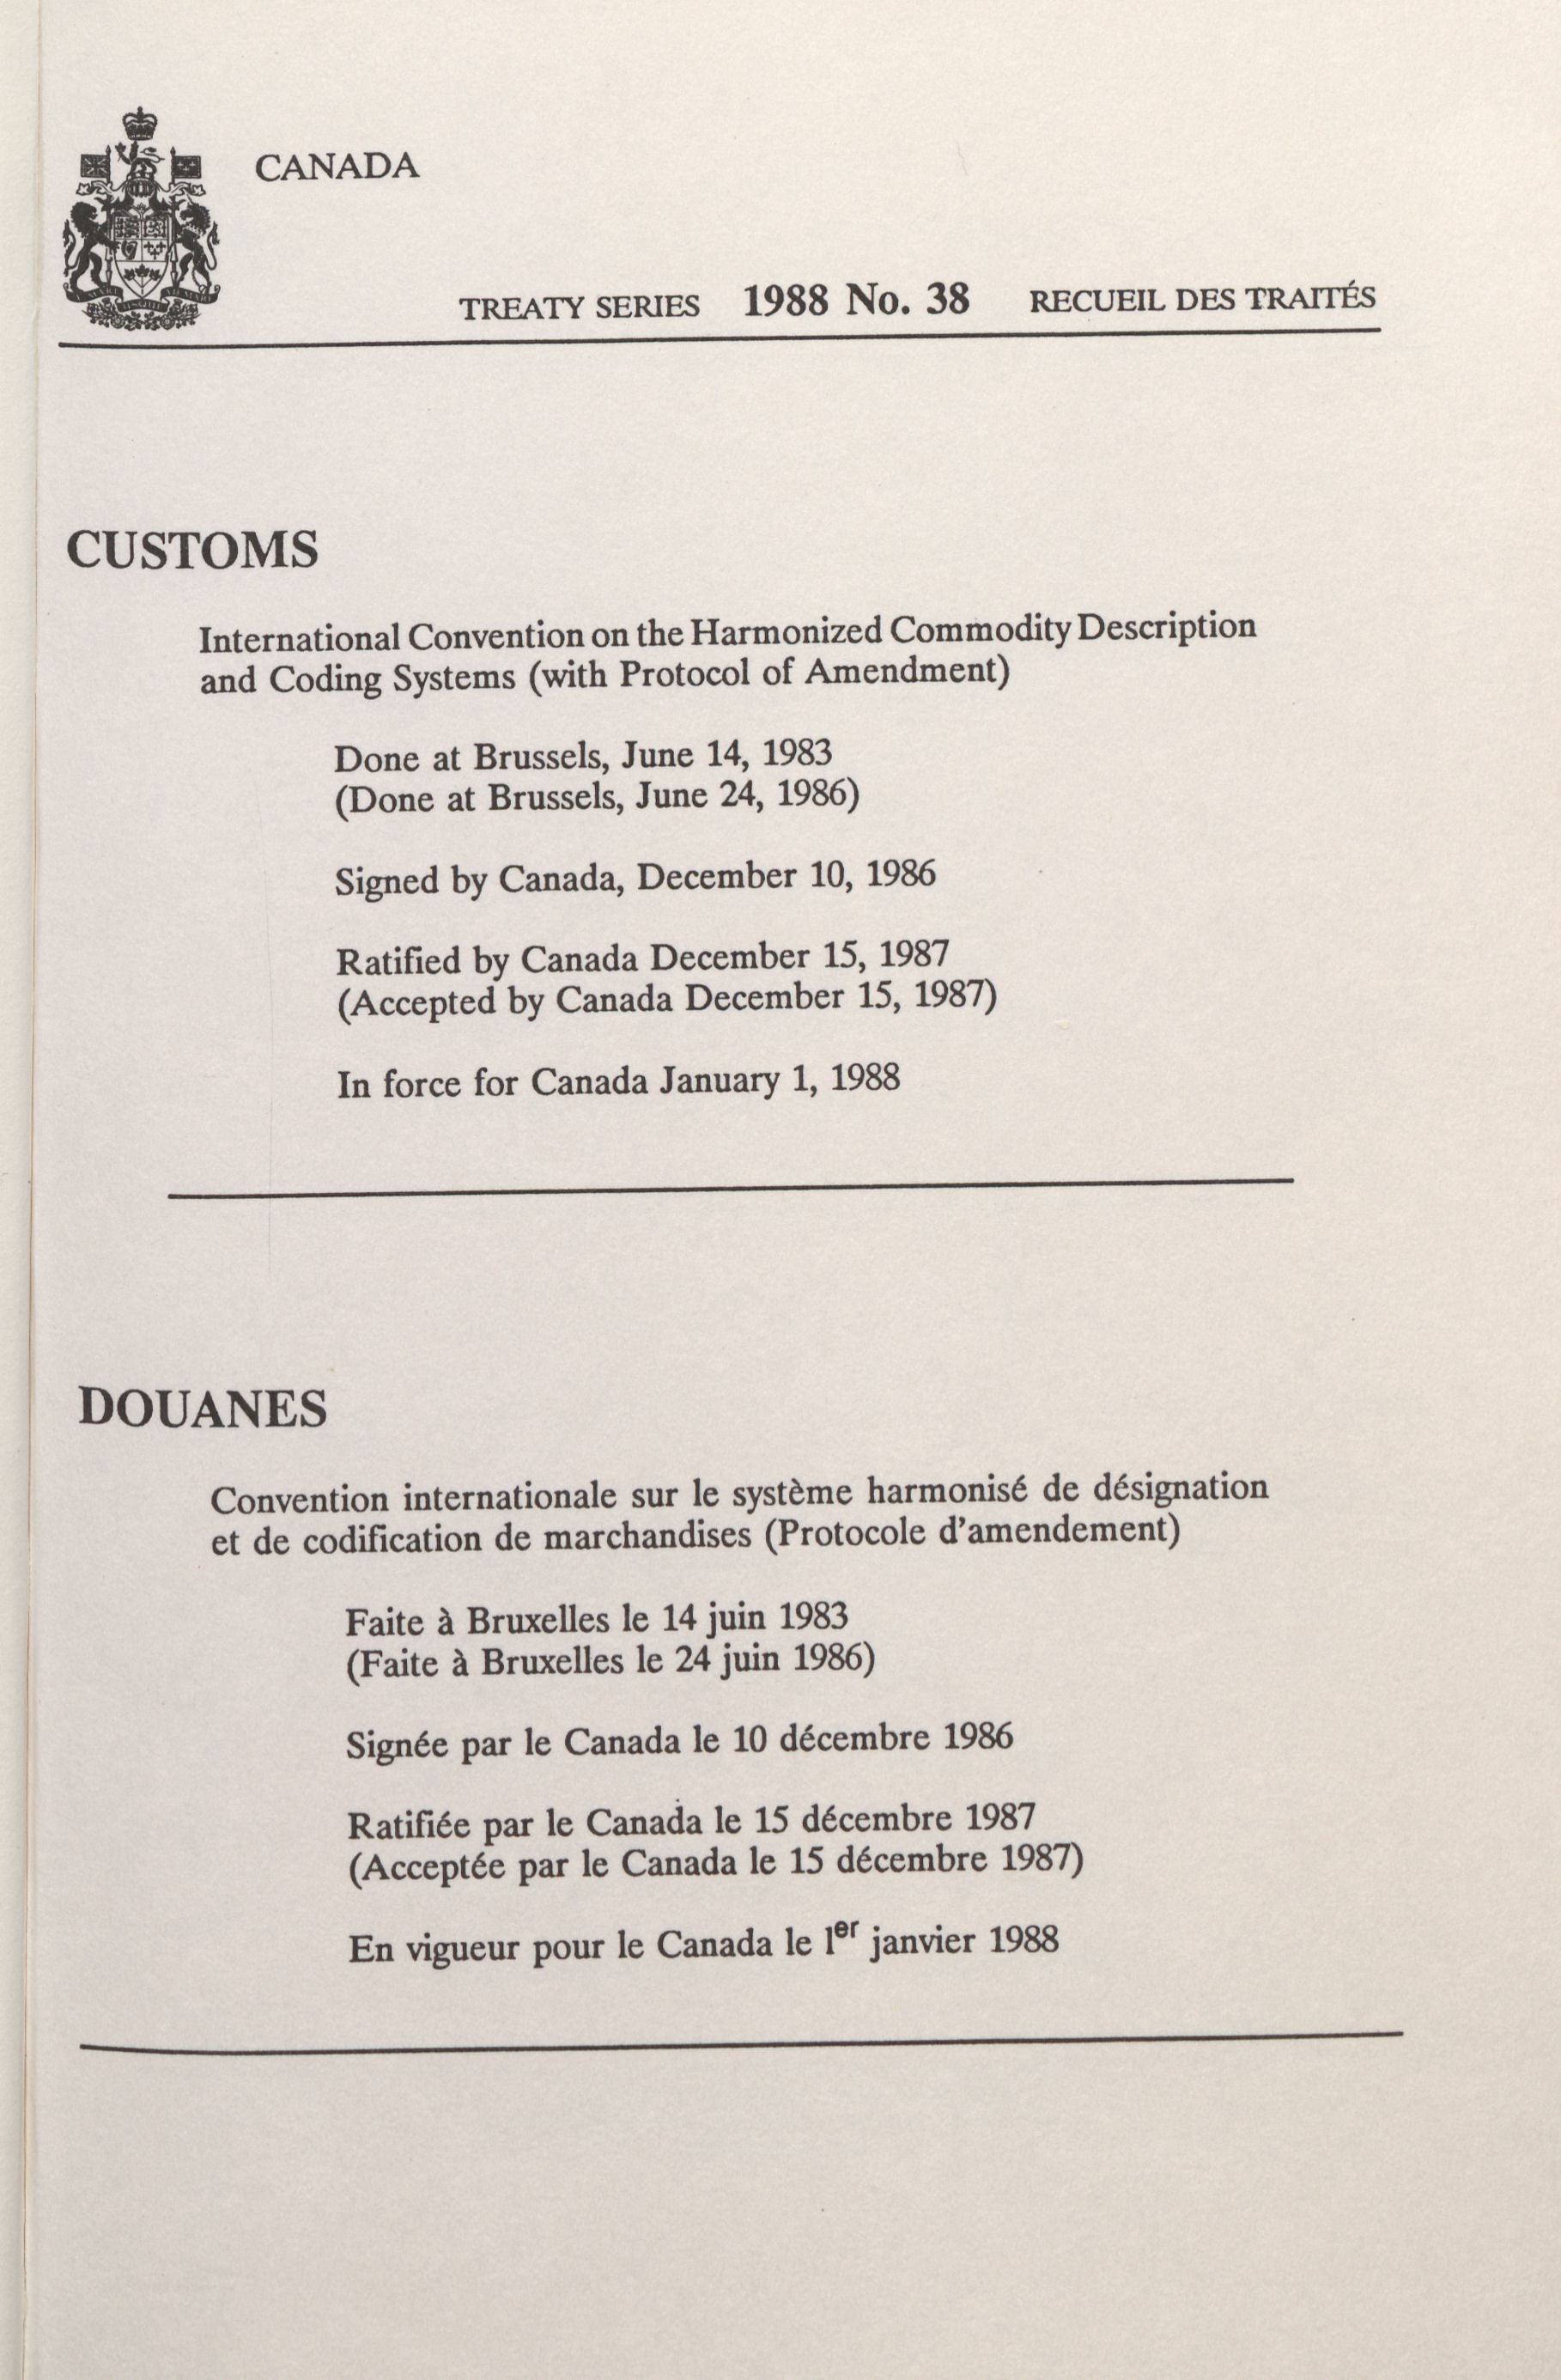 CANADA
TREATY SERIES 1988 No. 38 RECUEIL DES TRAITÉS
CUSTOMS
International Convention on the Harmonized Commodity Description
and Coding Systems (with Protocol of Amendment)
Done at Brussels, June 14, 1983
(Done at Brussels, June 24, 1986)
Signed by Canada, December 10, 1986
Ratified by Canada December 15, 1987
(Accepted by Canada December 15, 1987)
In force for Canada January 1, 1988
DOUANES
Convention internationale sur le système harmonisé de désignation
et de codification de marchandises (Protocole d'amendement)
Faite à Bruxelles le 14 juin 1983
(Faite à Bruxelles le 24 juin 1986)
Signée par le Canada le 10 décembre 1986
Ratifiée par le Canada le 15 décembre 1987
(Acceptée par le Canada le 15 décembre 1987)
En vigueur pour le Canada le 1er janvier 1988